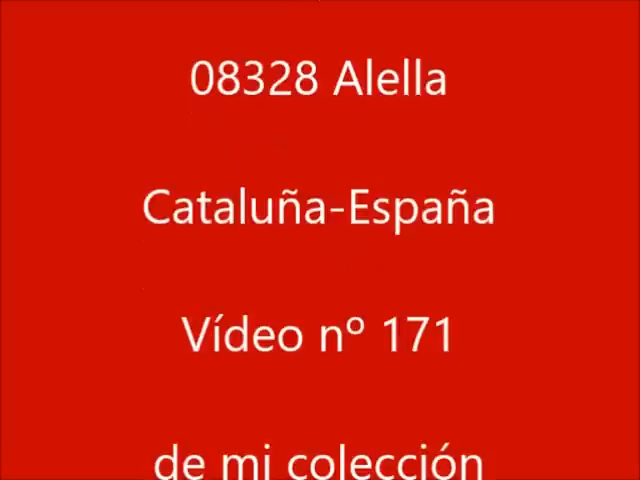 08328 Alella
Cataluña-España
Vídeo nº 171
de mi colección